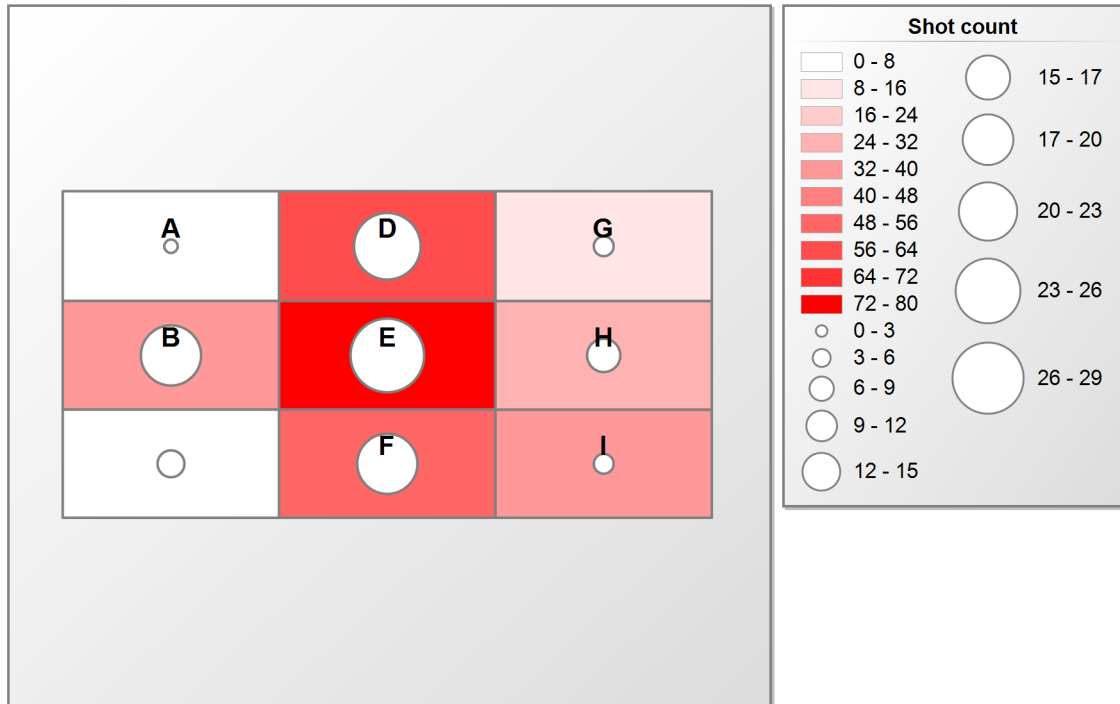 A
D
G
B
E
H
F
I
Shot count
0 - 8
8 - 16
16 - 24
24 - 32
32 - 40
40 - 48
48 - 56
56 - 64
64 - 72
72 - 80
0 - 3
3 - 6
6 - 9
9 - 12
12 - 15
15 - 17
17 - 20
20 - 23
23 - 26
26 - 29